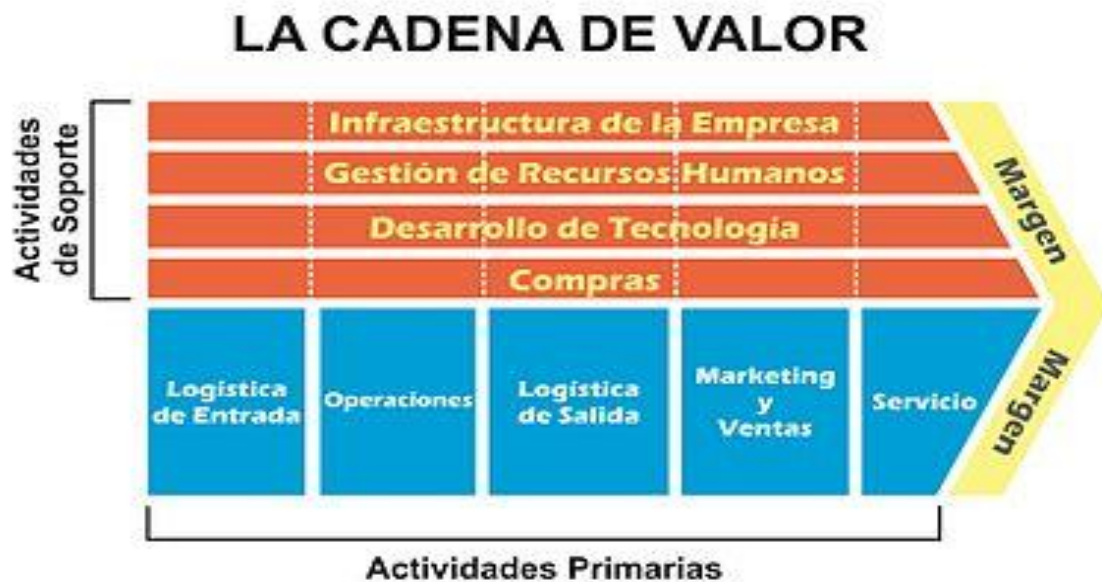 LA CADENA DE VALOR
Actividades
de Soporte
Infraestructura de la Empresa
Gestión de Recursos Humanos
Desarrollo de Tecnología
Compras
Margen
Logística
de Entrada
Operaciones
Logística
de Salida
Marketing
y
Ventas
Servicio
Margen
Actividades Primarias